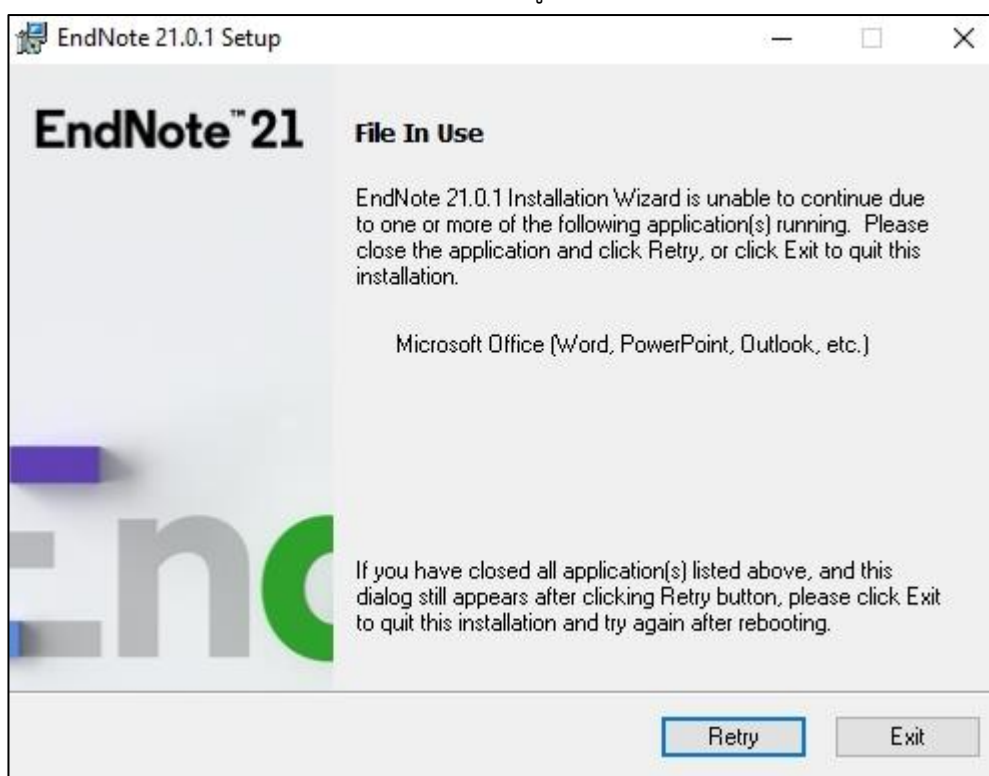 EndNote 21.0.1 Setup
EndNote™21
File In Use
EndNote 21.0.1 Installation Wizard is unable to continue due
to one or more of the following application(s) running. Please
close the application and click Retry, or click Exit to quit this
installation.
Microsoft Office (Word, PowerPoint, Outlook, etc.)
If you have closed all application(s) listed above, and this
dialog still appears after clicking Retry button, please click Exit
to quit this installation and try again after rebooting.
Retry
Exit